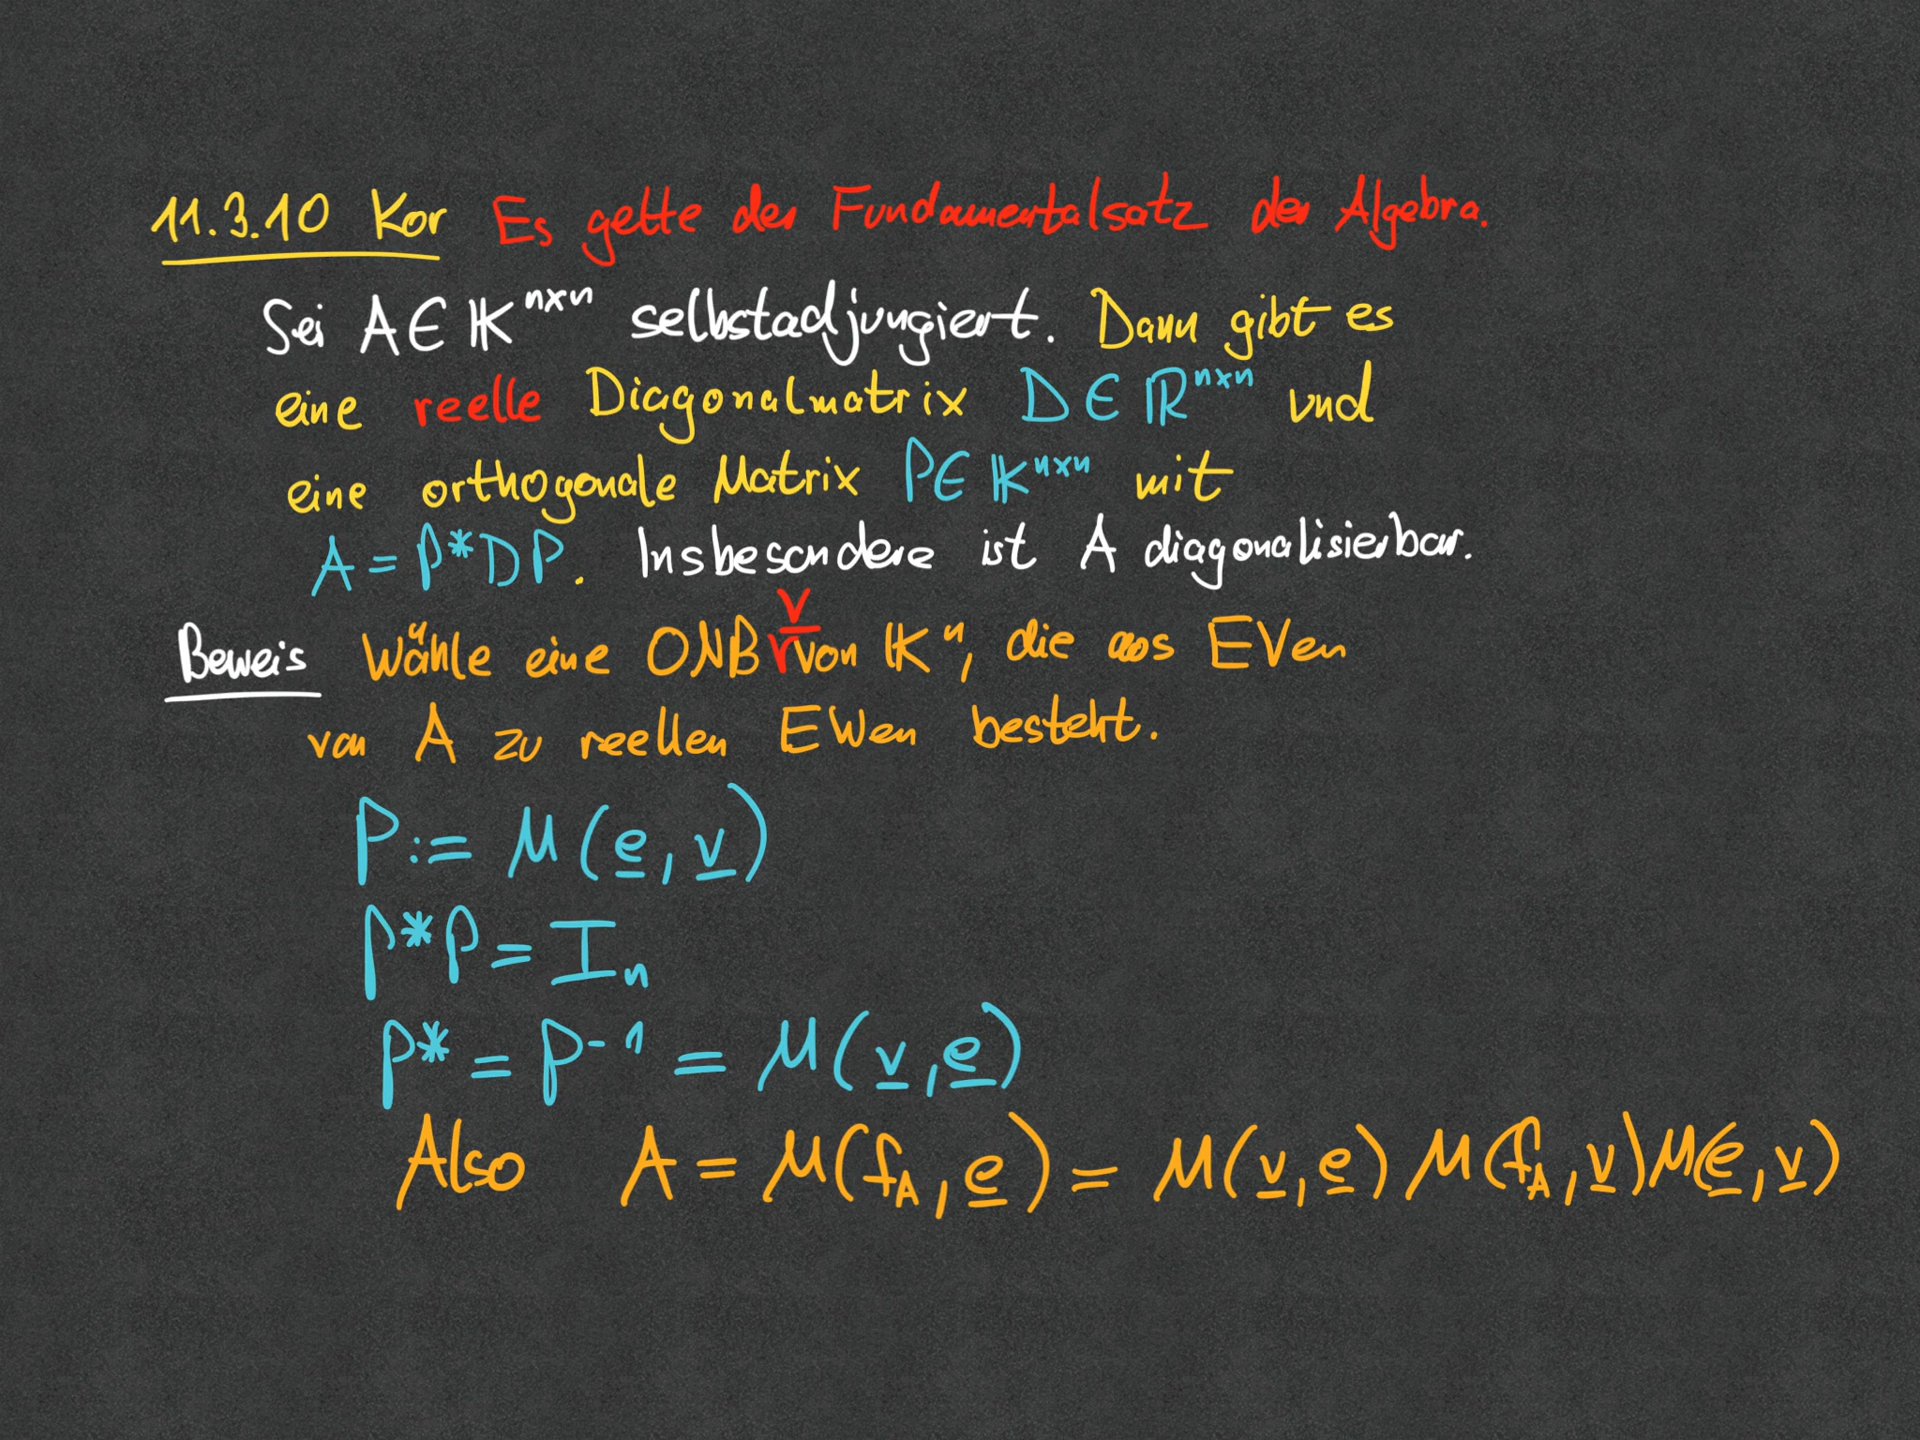 11.3.10 Kor Es gelte der Fundamentalsatz der Algebra.
Sei A ∈ 𝕂ⁿˣⁿ selbstadjungiert. Dann gibt es
eine reelle Diagonalmatrix D ∈ ℝⁿˣⁿ und
eine orthogonale Matrix P ∈ 𝕂ⁿˣⁿ mit
A = P*DP. Insbesondere ist A diagonalisierbar.
Beweis Wähle eine ONB v̲ von 𝕂ⁿ, die aus EVen
von A zu reellen EWen besteht.
P := M(e̲, v̲)
P*P = Iₙ
P* = P⁻¹ = M(v̲, e̲)
Also A = M(f_A, e̲) = M(v̲, e̲) M(f_A, v̲) M(e̲, v̲)